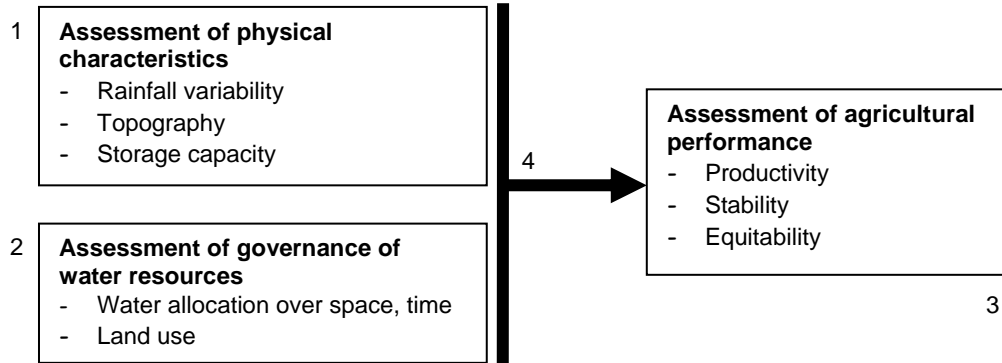 1
Assessment of physical
characteristics
- Rainfall variability
- Topography
- Storage capacity
2
Assessment of governance of
water resources
- Water allocation over space, time
- Land use
4
Assessment of agricultural
performance
- Productivity
- Stability
- Equitability
3